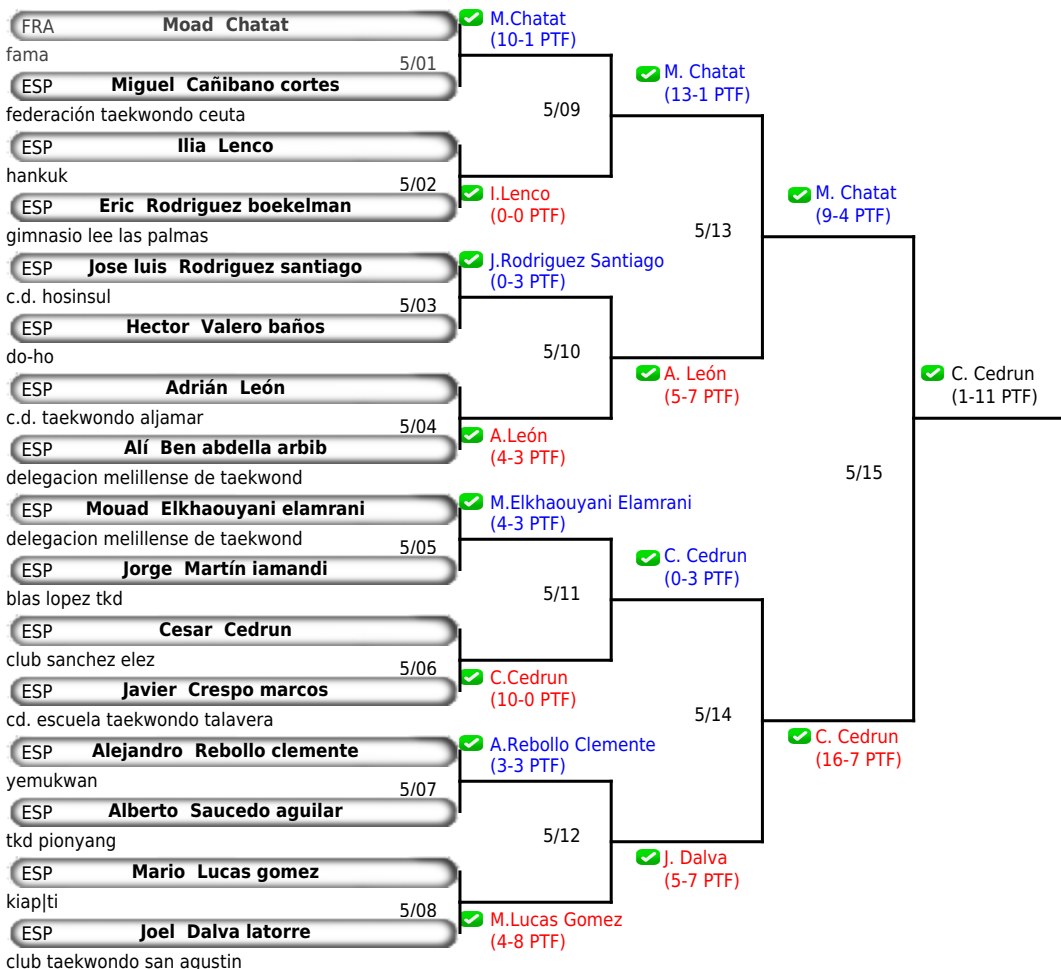 FRA Moad Chatat
fama
5/01
ESP Miguel Cañibano cortes
federación taekwondo ceuta
ESP Ilia Lenco
hankuk
5/02
ESP Eric Rodriguez boekelman
gimnasio lee las palmas
ESP Jose luis Rodriguez santiago
c.d. hosinsul
5/03
ESP Hector Valero baños
do-ho
ESP Adrián León
c.d. taekwondo aljamar
5/04
ESP Alí Ben abdella arbib
delegacion melillense de taekwond
ESP Mouad Elkhaouyani elamrani
delegacion melillense de taekwond
5/05
ESP Jorge Martín iamandi
blas lopez tkd
ESP Cesar Cedrun
club sanchez elez
5/06
ESP Javier Crespo marcos
cd. escuela taekwondo talavera
ESP Alejandro Rebollo clemente
yemukwan
5/07
ESP Alberto Saucedo aguilar
tkd pionyang
ESP Mario Lucas gomez
kiap|ti
5/08
ESP Joel Dalva latorre
club taekwondo san agustin
M.Chatat
(10-1 PTF)
5/09
I.Lenco
(0-0 PTF)
J.Rodriguez Santiago
(0-3 PTF)
5/10
A.León
(4-3 PTF)
M.Elkhaouyani Elamrani
(4-3 PTF)
5/11
C.Cedrun
(10-0 PTF)
A.Rebollo Clemente
(3-3 PTF)
5/12
M.Lucas Gomez
(4-8 PTF)
M. Chatat
(13-1 PTF)
5/13
A. León
(5-7 PTF)
C. Cedrun
(0-3 PTF)
5/14
J. Dalva
(5-7 PTF)
M. Chatat
(9-4 PTF)
5/15
C. Cedrun
(16-7 PTF)
C. Cedrun
(1-11 PTF)